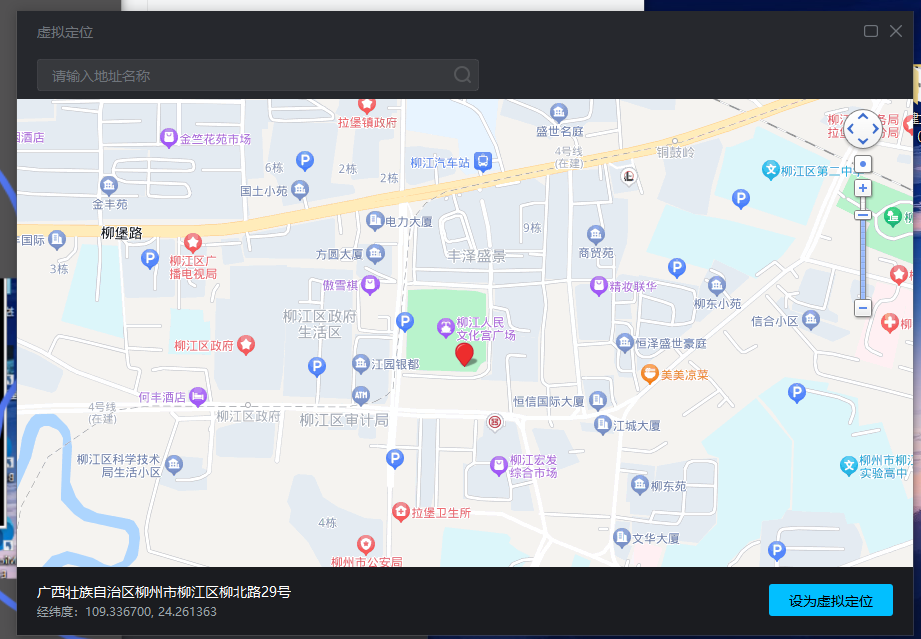 虚拟定位
请输入地址名称
拉堡镇政府
金竺花苑市场
酒店
盛世名庭
4号线
(在建)
铜鼓岭
柳江汽车站
6栋
2栋
2栋
国土小苑
金丰苑
柳江区第二中
电力大厦
柳堡路
国际
3栋
柳江区广
播电视局
方圆大厦
丰泽盛景
9栋
商贸苑
傲雪棋
精妆联华
柳东小苑
信合小区
柳江区政府
生活区
柳江人民
文化宫广场
柳江区政府
江园银都
恒泽盛世豪庭
美美凉菜
何丰酒店
ATM
4号线
(在建)
柳江区政府
柳江区审计局
恒信国际大厦
江城大厦
柳江区科学技术
局生活小区
柳江宏发
综合市场
柳州市柳江
实验高中
柳东苑
拉堡卫生所
4栋
文华大厦
柳州市公安局
广西壮族自治区柳州市柳江区柳北路29号
经纬度：109.336700, 24.261363
设为虚拟定位